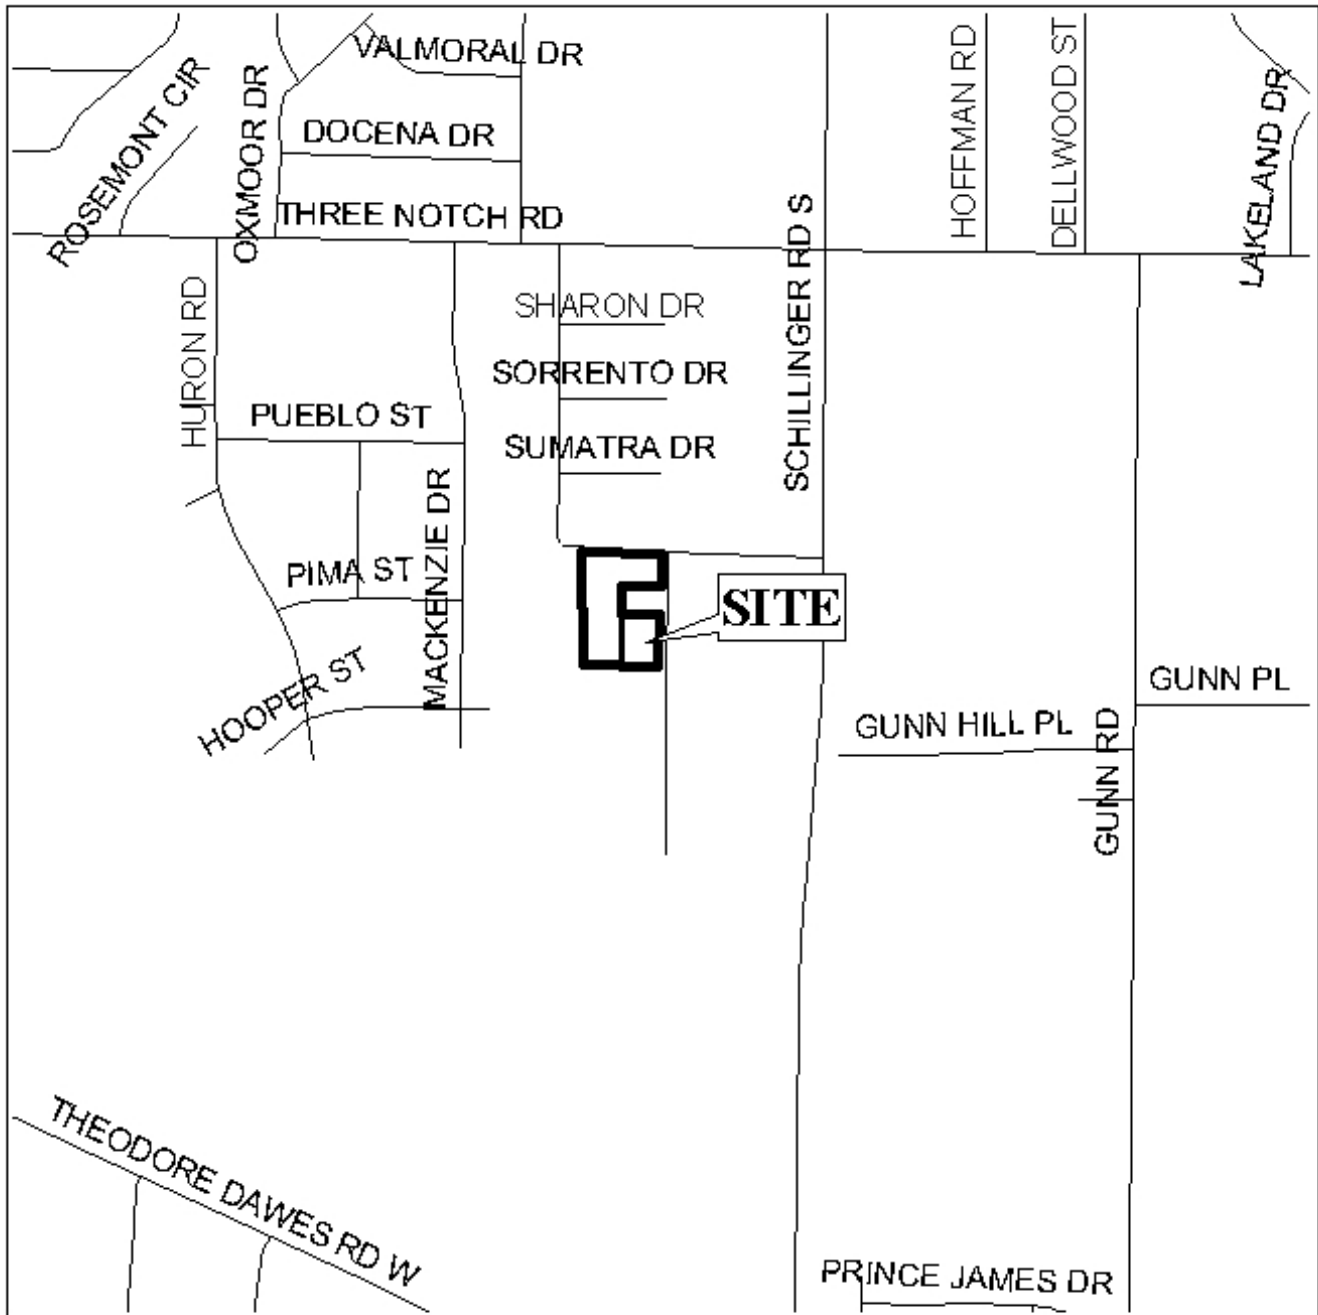 VALMORAL DR
HOFFMAN RD
DELLWOOD ST
ROSEMONT CIR
OXMOOR DR
DOCENA DR
LAKELAND DR
THREE NOTCH RD
SCHILLINGER RD S
HURON RD
SHARON DR
SORRENTO DR
PUEBLO ST
SUMATRA DR
MACKENZIE DR
PIMA ST
SITE
HOOPER ST
GUNN PL
GUNN HILL PL
GUNN RD
THEODORE DAWES RD W
PRINCE JAMES DR